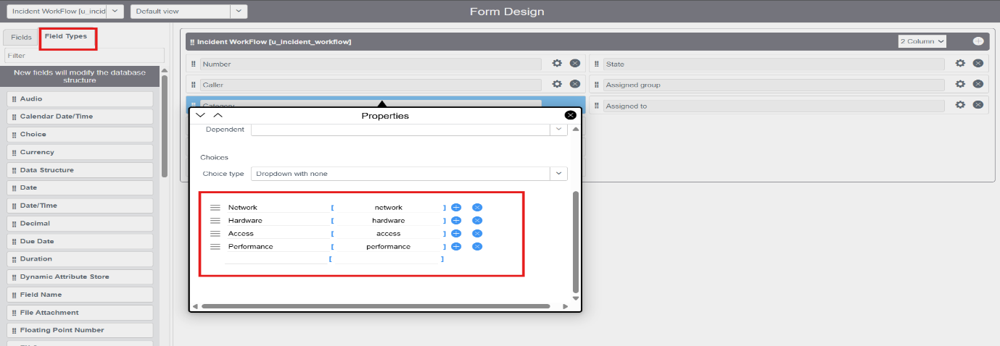 Incident WorkFlow [u_incid
Default view
Form Design
Fields
Field Types
Filter
New fields will modify the database
structure
Audio
Calendar Date/Time
Choice
Currency
Data Structure
Date
Date/Time
Decimal
Due Date
Duration
Dynamic Attribute Store
Field Name
File Attachment
Floating Point Number
Incident WorkFlow [u_incident_workflow]
2 Column
Number
State
Caller
Assigned group
Category
Assigned to
Properties
Dependent
Choices
Choice type
Dropdown with none
Network [ network ]
Hardware [ hardware ]
Access [ access ]
Performance [ performance ]
[ ]